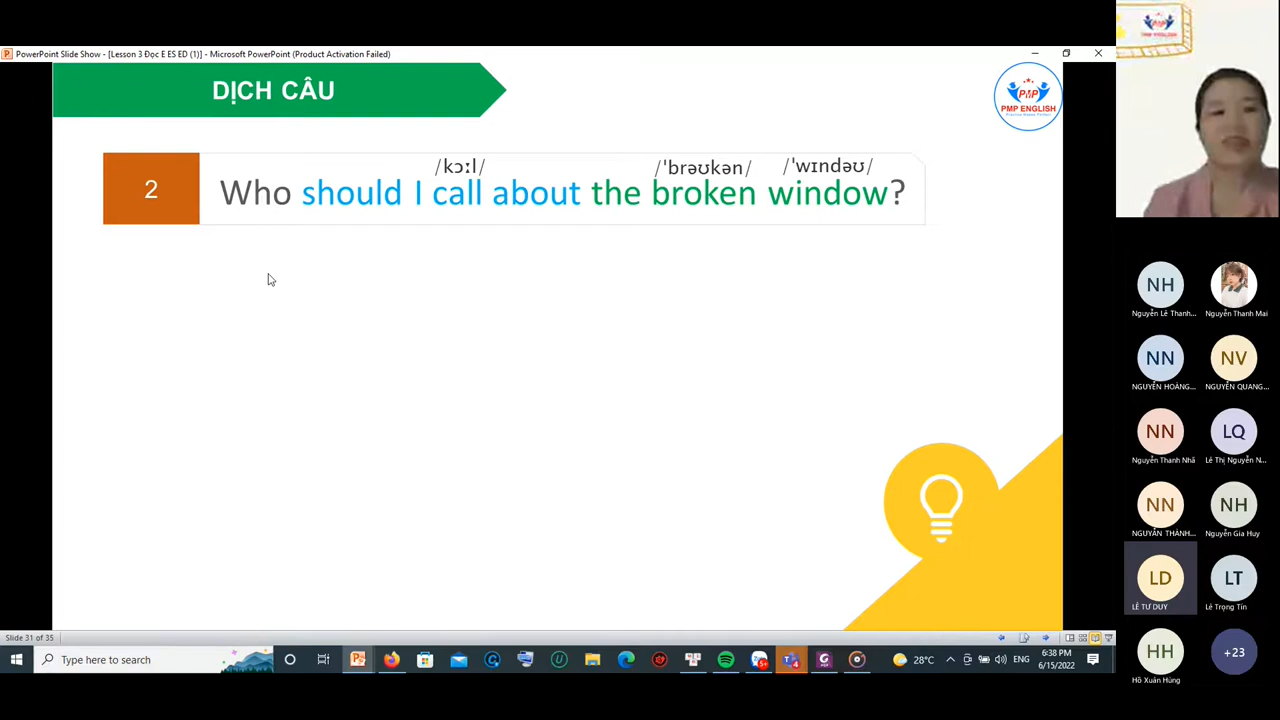 PMP ENGLISH
PowerPoint Slide Show - [Lesson 3 Đọc E ES ED (1)] - Microsoft PowerPoint (Product Activation Failed)
DỊCH CÂU
PMP
PMP ENGLISH
/kɔːl/ /ˈbrəʊkən/ /ˈwɪndəʊ/
2 Who should I call about the broken window?
NH
Nguyễn Lê Thanh... Nguyễn Thanh Mai
NN NV
NGUYỄN HOÀNG... NGUYỄN QUANG...
NN LQ
Nguyễn Thanh Nhã Lê Thị Nguyễn N...
NN NH
NGUYỄN THÀNH... Nguyễn Gia Huy
LD LT
LÊ TƯ DUY Lê Trọng Tín
HH +23
Hồ Xuân Hùng
Slide 31 of 35
Type here to search
28°C ENG
6:38 PM
6/15/2022